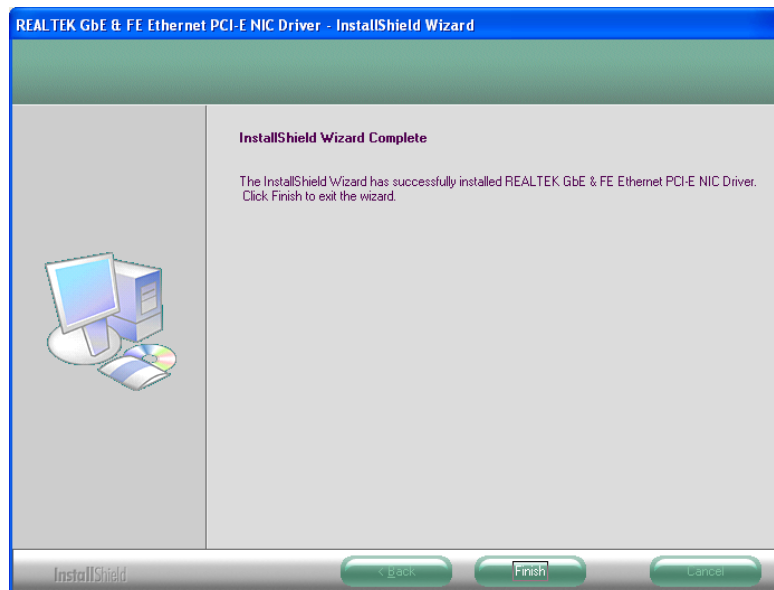 REALTEK GbE & FE Ethernet PCI-E NIC Driver - InstallShield Wizard
InstallShield Wizard Complete
The InstallShield Wizard has successfully installed REALTEK GbE & FE Ethernet PCI-E NIC Driver.
Click Finish to exit the wizard.
InstallShield
< Back
Finish
Cancel